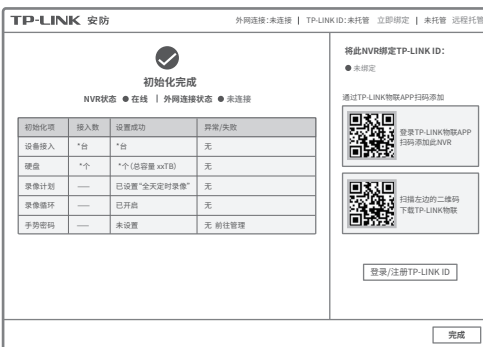 TP-LINK 安防
外网连接:未连接 | TP-LINK ID:未托管 立即绑定 | 未托管 远程托管
初始化完成
NVR状态 ● 在线 | 外网连接状态 ● 未连接
初始化项 接入数 设置成功 异常/失败
设备接入 *台 *台 无
硬盘 *个 *个(总容量 xxTB) 无
录像计划 —— 已设置“全天定时录像” 无
录像循环 —— 已开启 无
手势密码 —— 未设置 无 前往管理
将此NVR绑定TP-LINK ID:
● 未绑定
通过TP-LINK物联APP扫码添加
登录TP-LINK物联APP
扫码添加此NVR
扫描左边的二维码
下载TP-LINK物联
登录/注册TP-LINK ID
完成